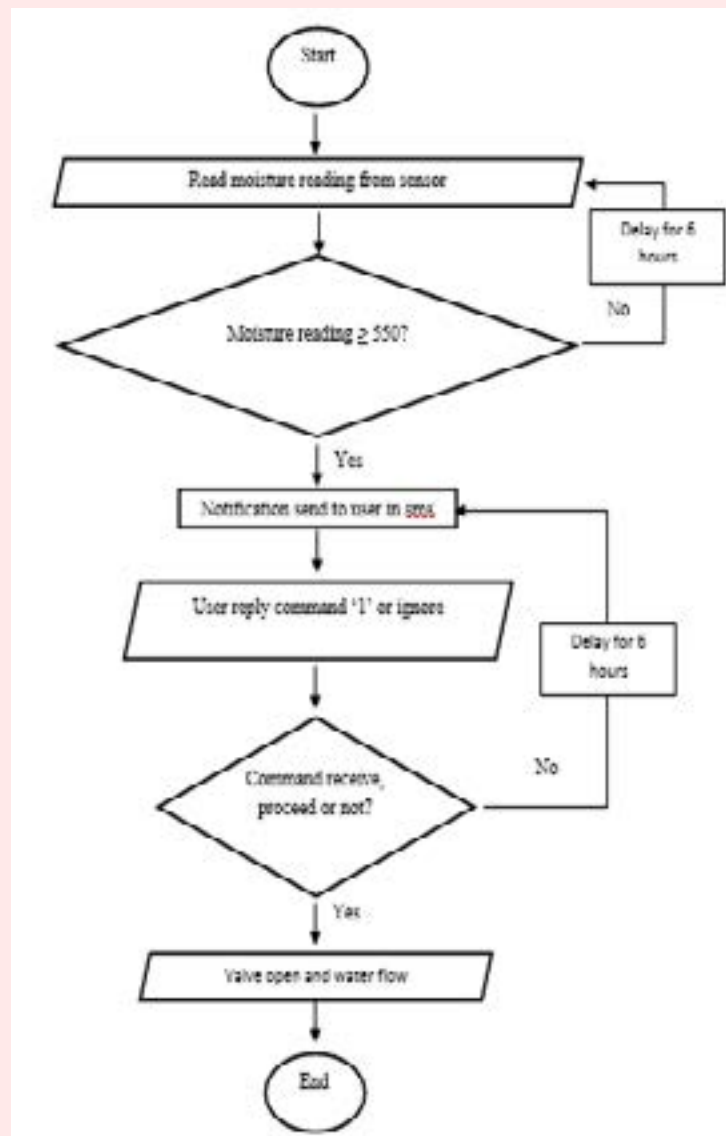 Start
Read moisture reading from sensor
Delay for 6
hours
No
Moisture reading ≥ 550?
Yes
Notification send to user in sms
User reply command ‘1’ or ignore
Delay for 6
hours
No
Command receive,
proceed or not?
Yes
Valve open and water flow
End